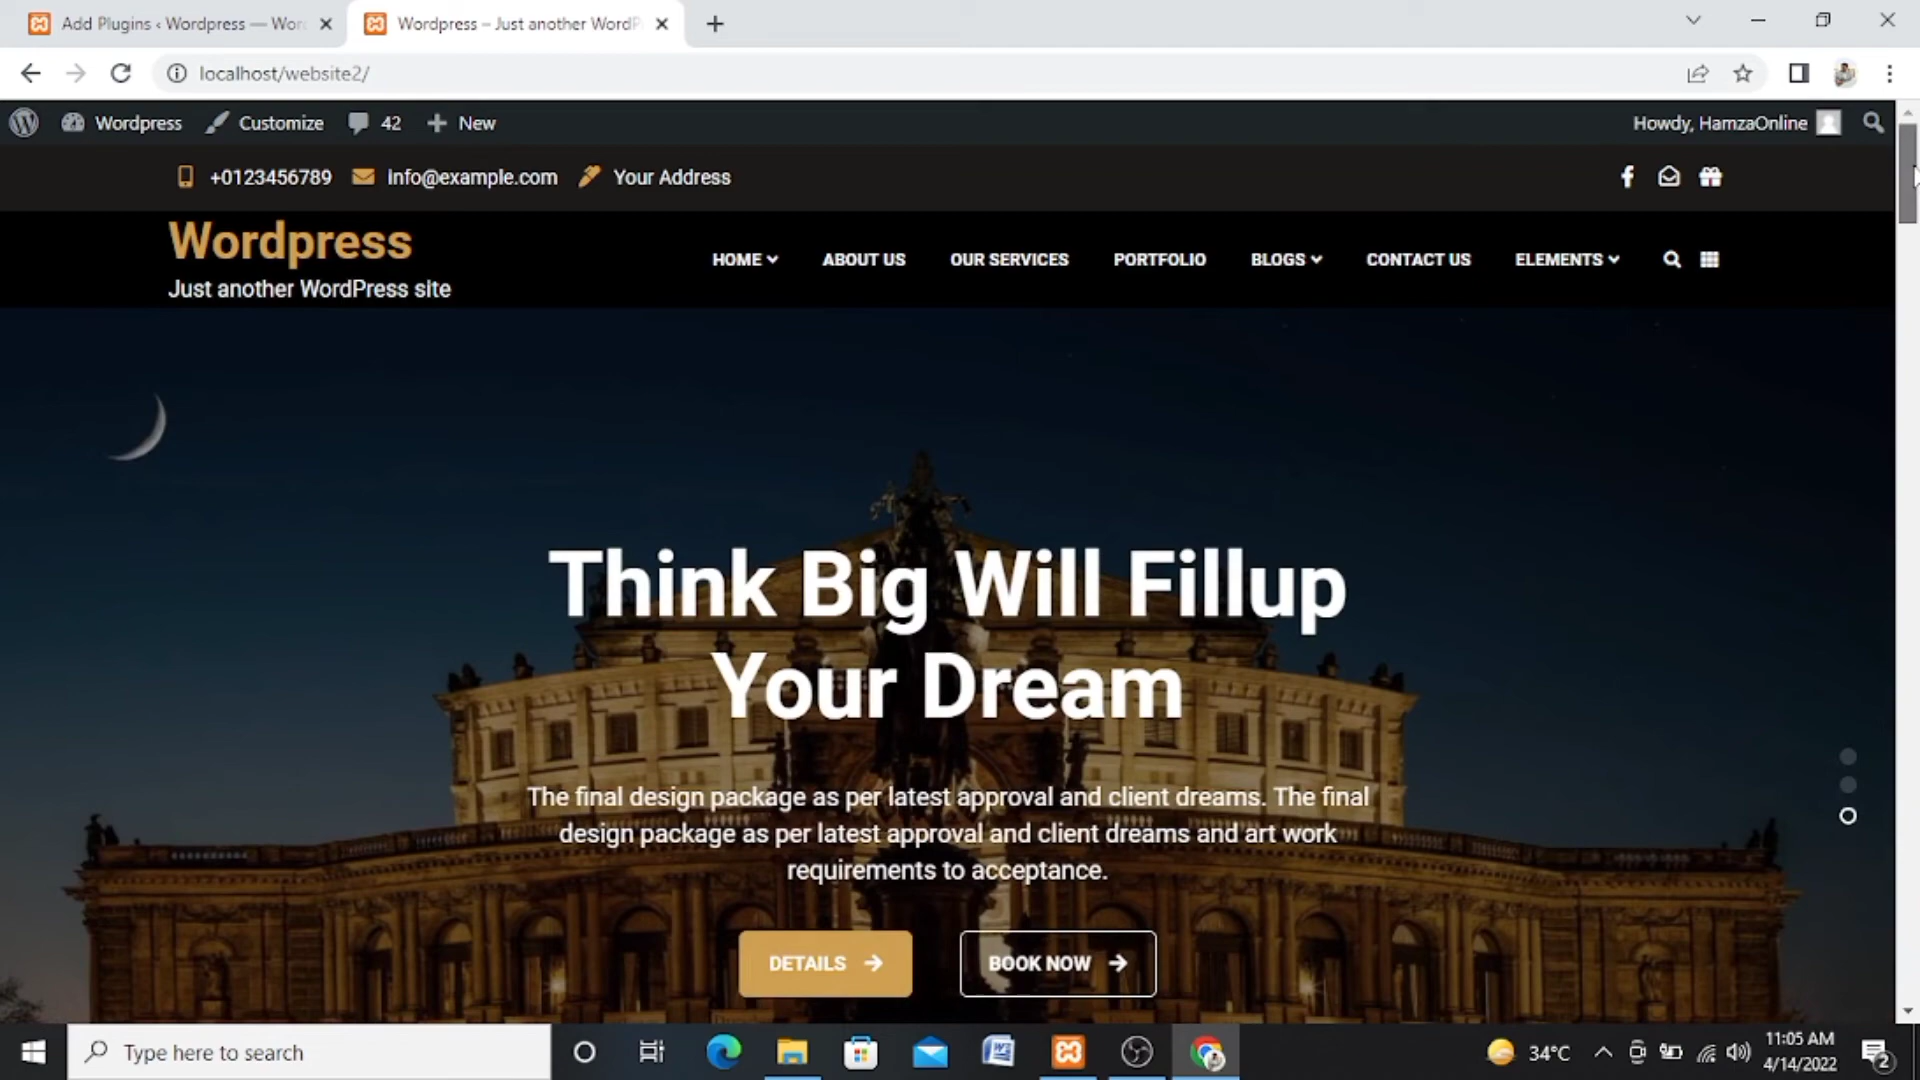 Add Plugins ‹ Wordpress — Wor
Wordpress – Just another WordP
localhost/website2/
Wordpress
Customize
42
New
Howdy, HamzaOnline
+0123456789
Info@example.com
Your Address
Wordpress
Just another WordPress site
HOME
ABOUT US
OUR SERVICES
PORTFOLIO
BLOGS
CONTACT US
ELEMENTS
Think Big Will Fillup
Your Dream
The final design package as per latest approval and client dreams. The final
design package as per latest approval and client dreams and art work
requirements to acceptance.
DETAILS
BOOK NOW
Type here to search
34°C
11:05 AM
4/14/2022
2